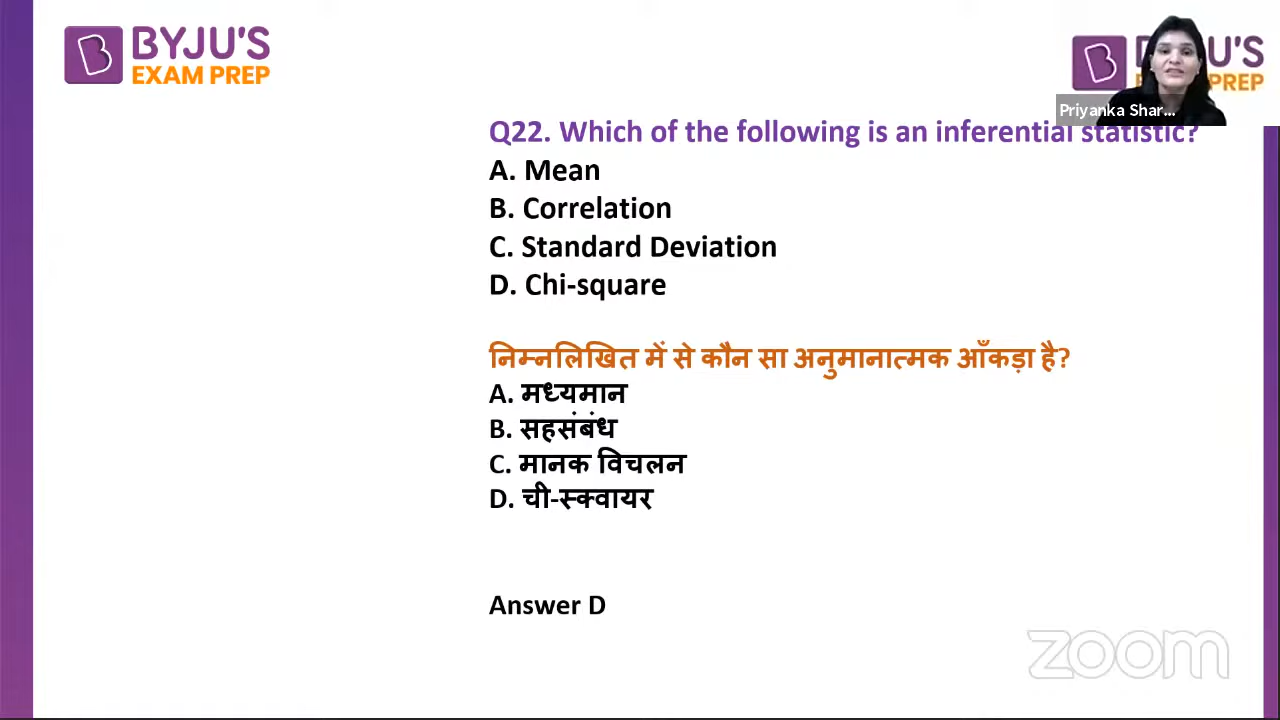 BYJU'S
EXAM PREP
Priyanka Shar...
Q22. Which of the following is an inferential statistic?
A. Mean
B. Correlation
C. Standard Deviation
D. Chi-square
निम्नलिखित में से कौन सा अनुमानात्मक आँकड़ा है?
A. मध्यमान
B. सहसंबंध
C. मानक विचलन
D. ची-स्क्वायर
Answer D
zoom